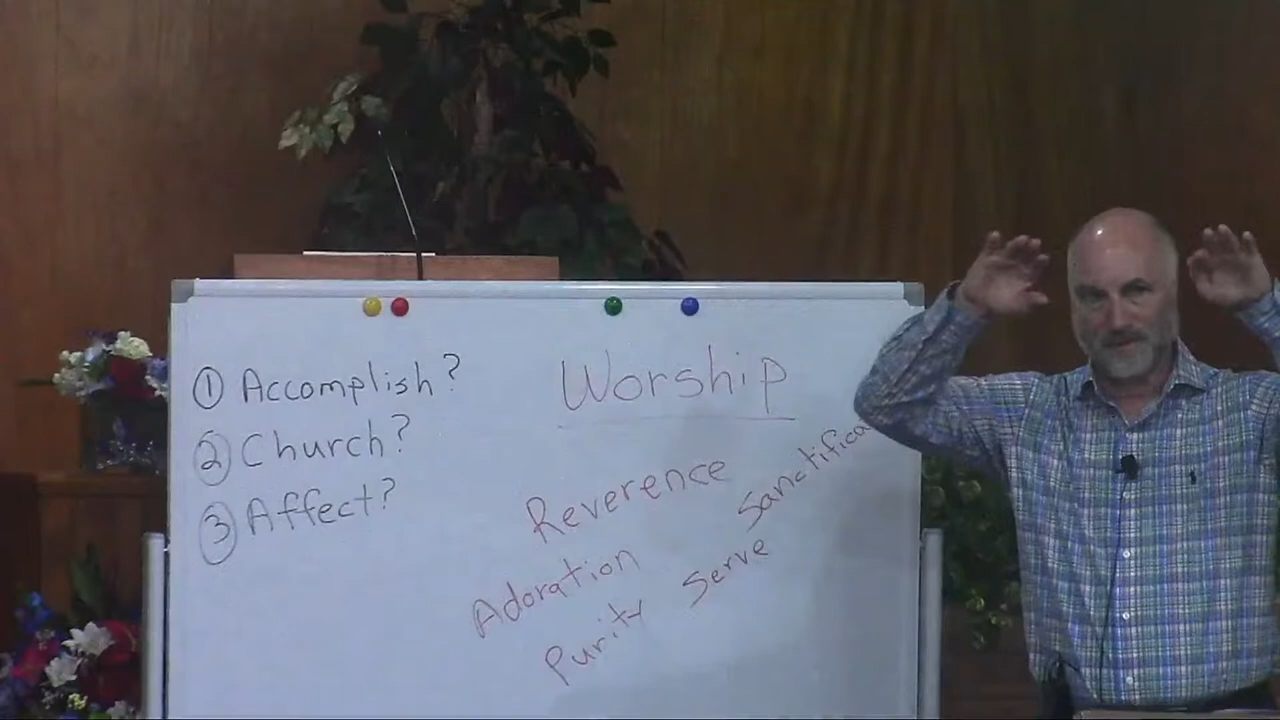 ① Accomplish?
② Church?
③ Affect?
Worship
Reverence
Sanctifica
Adoration
Serve
Purity